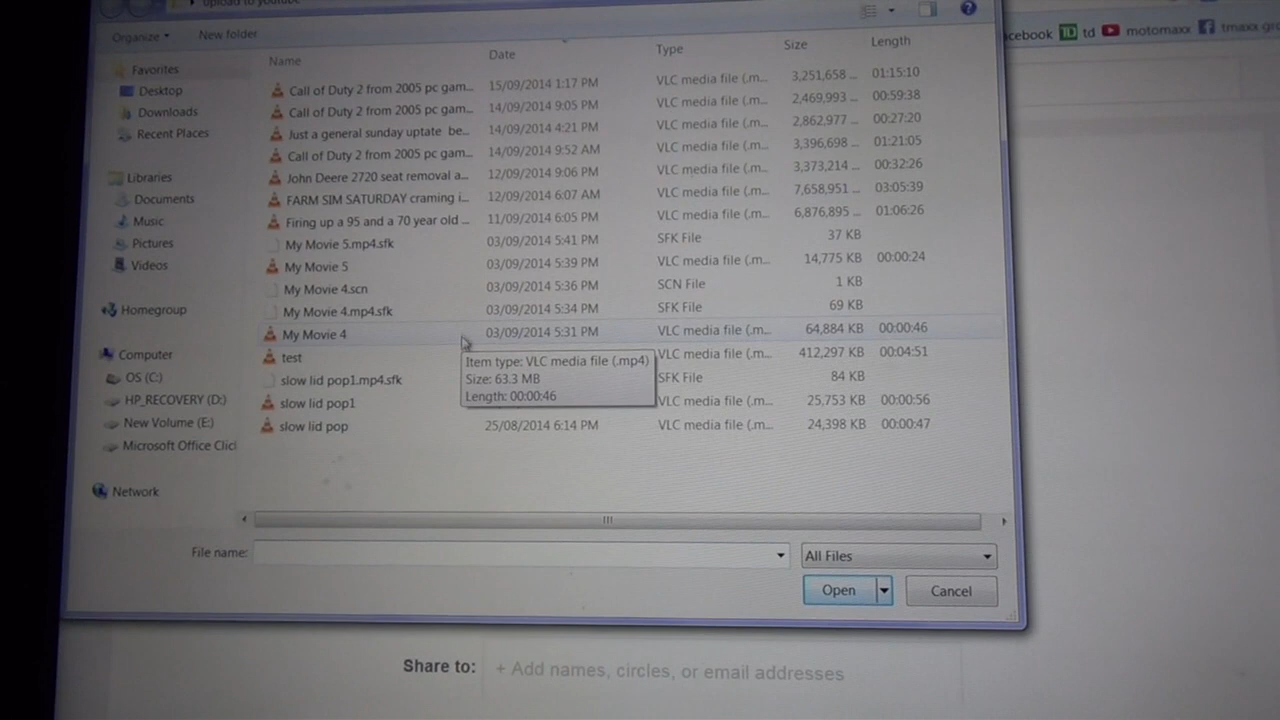 upload to youtube
Organize New folder
cebook TD td motomaxx tmaxx gro
Name Date Type Size Length
Favorites
Desktop
Downloads
Recent Places
Libraries
Documents
Music
Pictures
Videos
Homegroup
Computer
OS (C:)
HP_RECOVERY (D:)
New Volume (E:)
Microsoft Office Clicl
Network
Call of Duty 2 from 2005 pc gam... 15/09/2014 1:17 PM VLC media file (.m... 3,251,658 ... 01:15:10
Call of Duty 2 from 2005 pc gam... 14/09/2014 9:05 PM VLC media file (.m... 2,469,993 ... 00:59:38
Just a general sunday uptate be... 14/09/2014 4:21 PM VLC media file (.m... 2,862,977 ... 00:27:20
Call of Duty 2 from 2005 pc gam... 14/09/2014 9:52 AM VLC media file (.m... 3,396,698 ... 01:21:05
John Deere 2720 seat removal a... 12/09/2014 9:06 PM VLC media file (.m... 3,373,214 ... 00:32:26
FARM SIM SATURDAY craming i... 12/09/2014 6:07 AM VLC media file (.m... 7,658,951 ... 03:05:39
Firing up a 95 and a 70 year old ... 11/09/2014 6:05 PM VLC media file (.m... 6,876,895 ... 01:06:26
My Movie 5.mp4.sfk 03/09/2014 5:41 PM SFK File 37 KB
My Movie 5 03/09/2014 5:39 PM VLC media file (.m... 14,775 KB 00:00:24
My Movie 4.scn 03/09/2014 5:36 PM SCN File 1 KB
My Movie 4.mp4.sfk 03/09/2014 5:34 PM SFK File 69 KB
My Movie 4 03/09/2014 5:31 PM VLC media file (.m... 64,884 KB 00:00:46
test VLC media file (.m... 412,297 KB 00:04:51
slow lid pop1.mp4.sfk SFK File 84 KB
slow lid pop1 VLC media file (.m... 25,753 KB 00:00:56
slow lid pop 25/08/2014 6:14 PM VLC media file (.m... 24,398 KB 00:00:47
Item type: VLC media file (.mp4)
Size: 63.3 MB
Length: 00:00:46
File name: All Files
Open Cancel
Share to: + Add names, circles, or email addresses